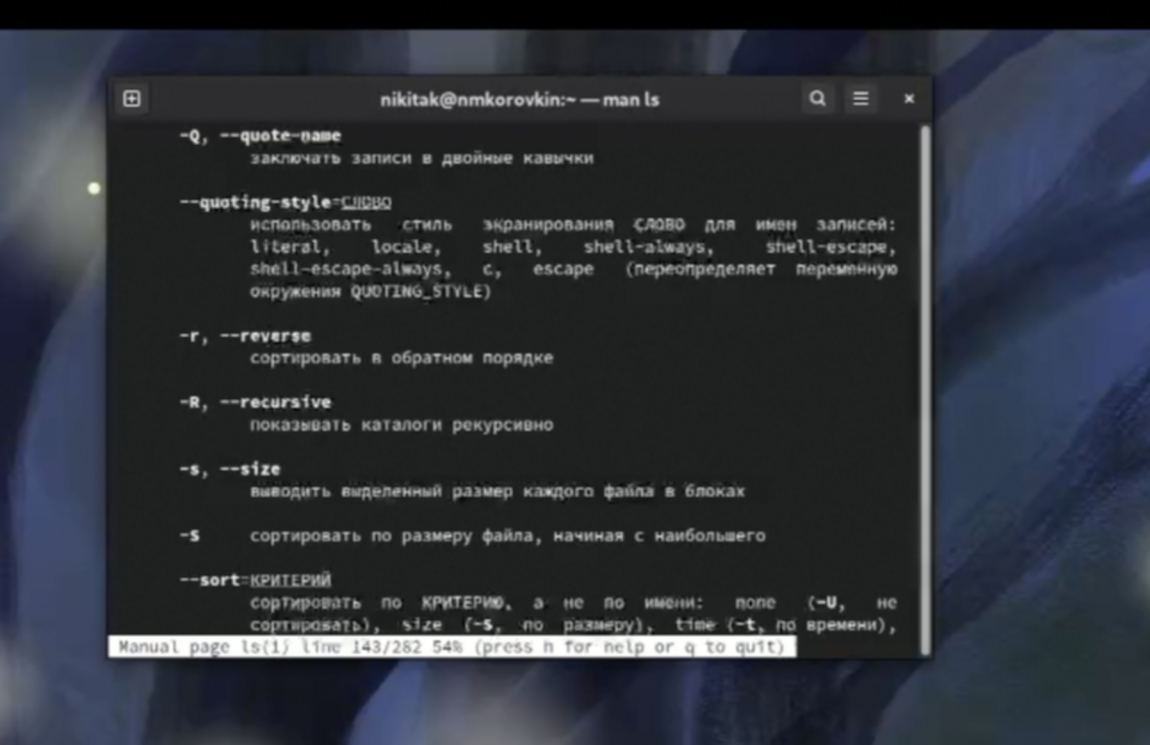 nikitak@nmkorovkin:~ — man ls
-Q, --quote-name
заключать записи в двойные кавычки
--quoting-style=СЛОВО
использовать стиль экранирования СЛОВО для имен записей:
literal, locale, shell, shell-always, shell-escape,
shell-escape-always, c, escape (переопределяет переменную
окружения QUOTING_STYLE)
-r, --reverse
сортировать в обратном порядке
-R, --recursive
показывать каталоги рекурсивно
-s, --size
выводить выделенный размер каждого файла в блоках
-S сортировать по размеру файла, начиная с наибольшего
--sort=КРИТЕРИЙ
сортировать по КРИТЕРИЮ, а не по имени: none (-U, не
сортировать), size (-S, по размеру), time (-t, по времени),
Manual page ls(1) line 143/282 54% (press h for help or q to quit)